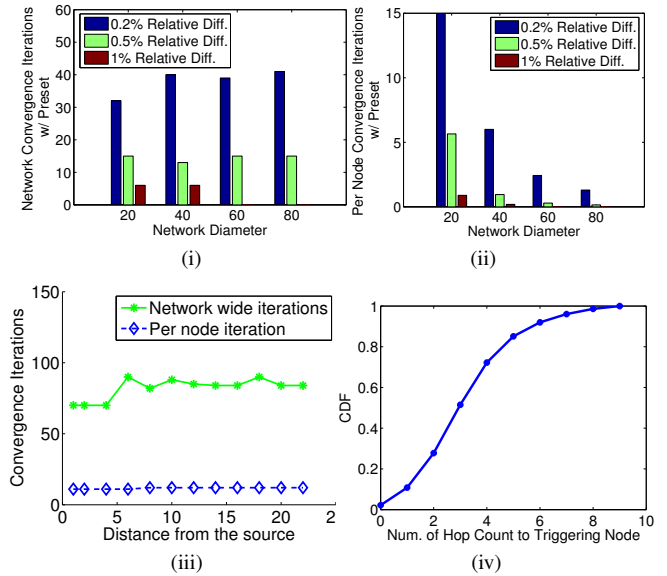 Network Convergence Iterations
w/ Preset
60
50
40
30
20
10
0
0.2% Relative Diff.
0.5% Relative Diff.
1% Relative Diff.
20 40 60 80
Network Diameter
(i)
Per Node Convergence Iterations
w/ Preset
15
10
5
0
0.2% Relative Diff.
0.5% Relative Diff.
1% Relative Diff.
20 40 60 80
Network Diameter
(ii)
Convergence Iterations
150
100
50
0
Network wide iterations
Per node iteration
0 5 10 15 20 2
Distance from the source
(iii)
CDF
1
0.8
0.6
0.4
0.2
0
0 2 4 6 8 10
Num. of Hop Count to Triggering Node
(iv)